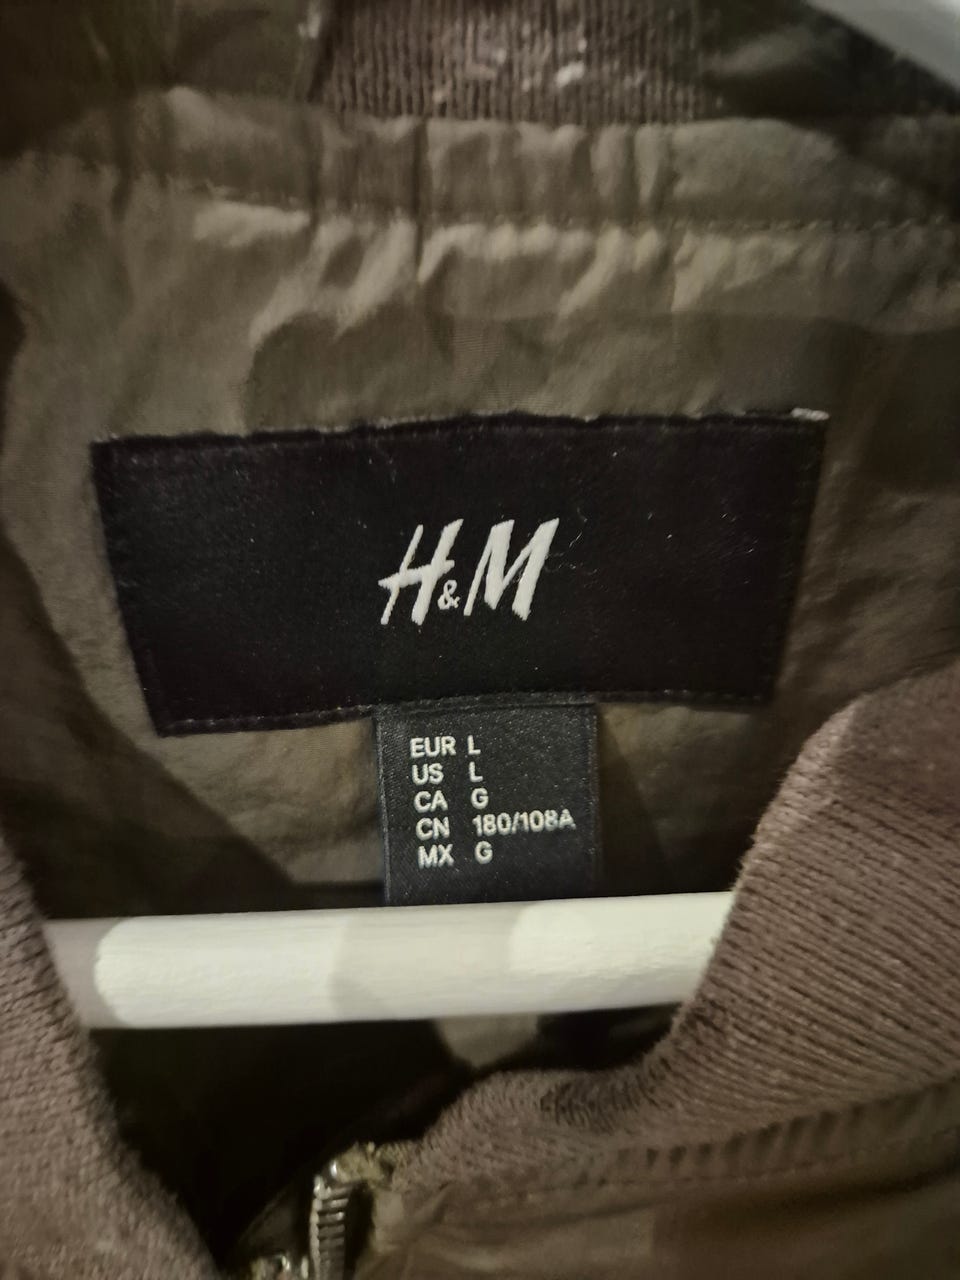 H&M
EUR L
US L
CA G
CN 180/108A
MX G